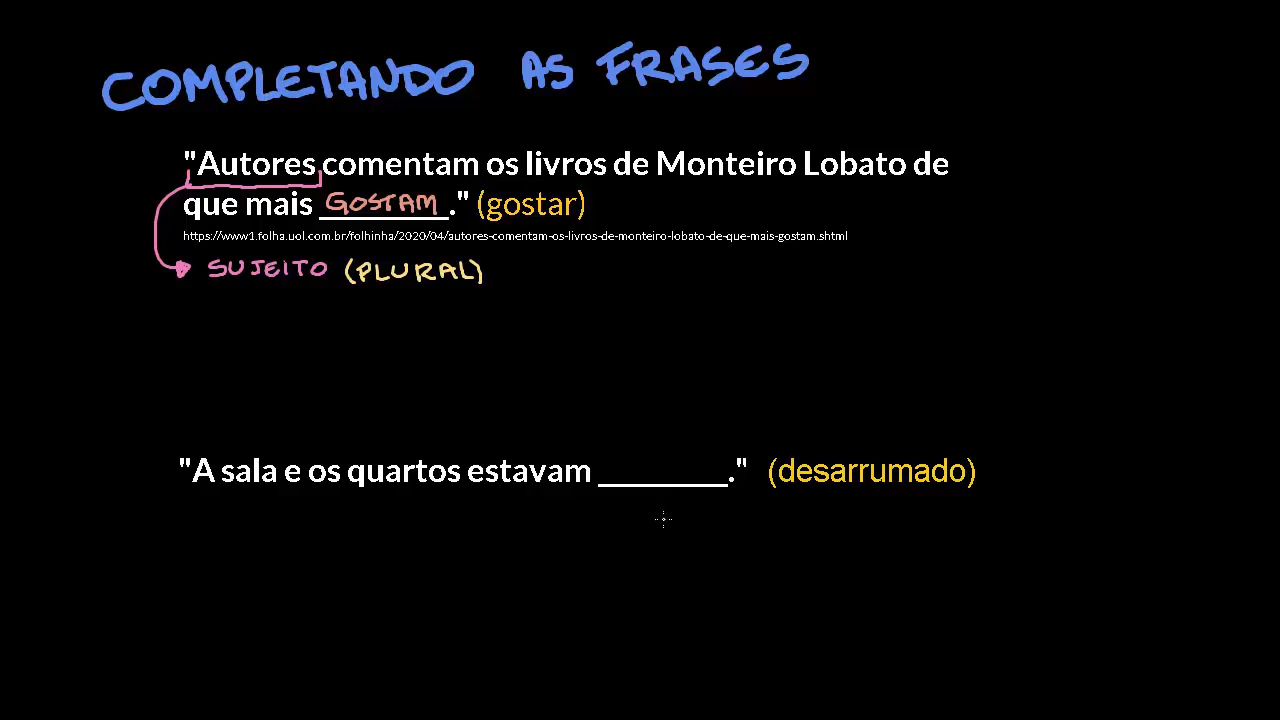 COMPLETANDO AS FRASES
"Autores comentam os livros de Monteiro Lobato de
que mais GOSTAM." (gostar)
https://www1.folha.uol.com.br/folhinha/2020/04/autores-comentam-os-livros-de-monteiro-lobato-de-que-mais-gostam.shtml
SUJEITO (PLURAL)
"A sala e os quartos estavam ________." (desarrumado)